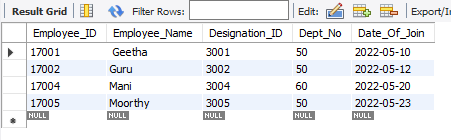 Result Grid Filter Rows: Edit: Export/In
Employee_ID Employee_Name Designation_ID Dept_No Date_Of_Join
17001 Geetha 3001 50 2022-05-10
17002 Guru 3002 50 2022-05-12
17004 Mani 3004 60 2022-05-20
17005 Moorthy 3005 50 2022-05-23
NULL NULL NULL NULL NULL